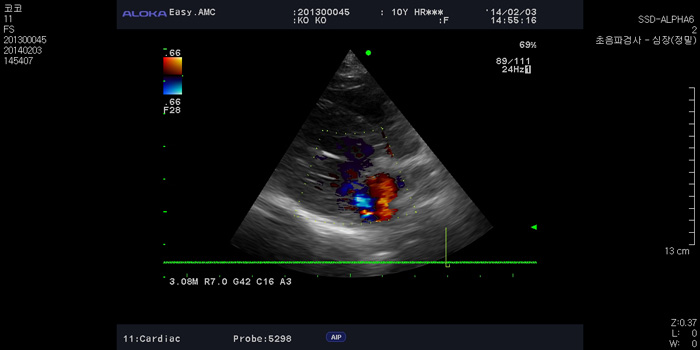 코코
11
FS
201300045
20140203
145407
ALOKA Easy.AMC :201300045 : 10Y HR*** '14/02/03
:KO KO :F 14:55:16
SSD-ALPHA6
2
초음파검사 - 심장(정밀)
69%
89/111
24Hz 1
.66
.66
F28
13 cm
3.08M R7.0 G42 C16 A3
11:Cardiac Probe:5298 AIP
Z:0.37
L: 0
W: 0